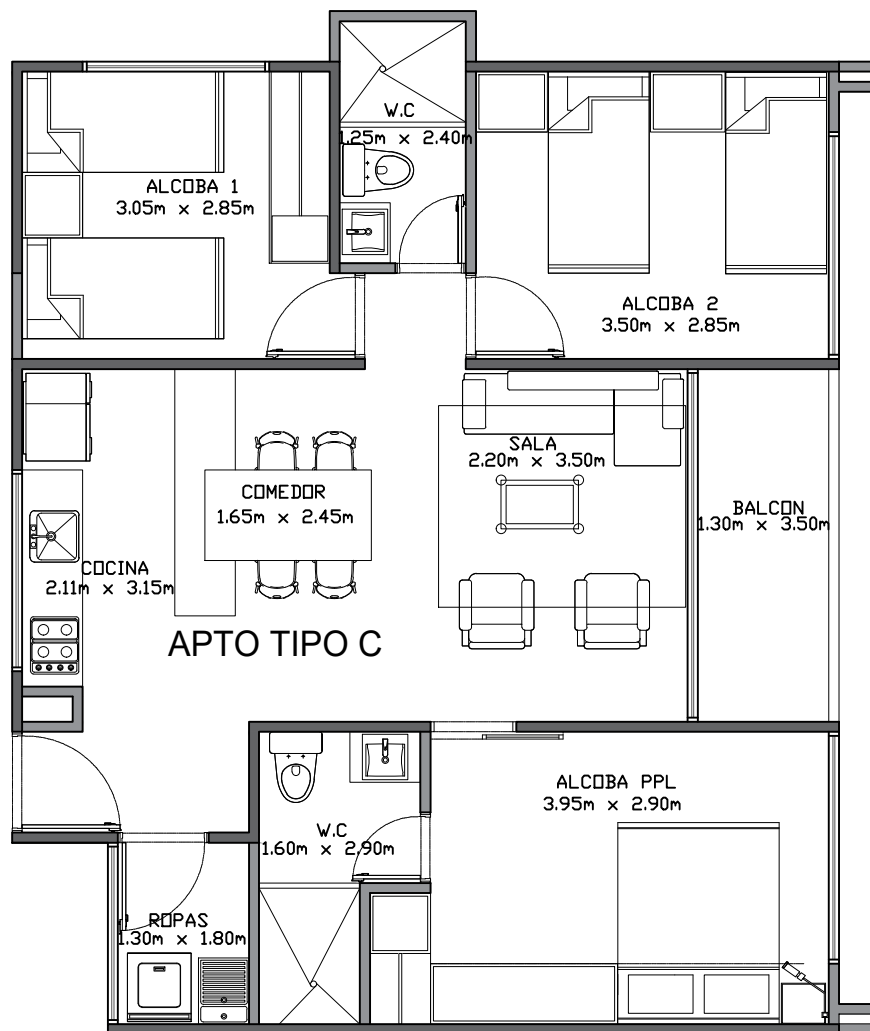 W.C
1.25m x 2.40m
ALCOBA 1
3.05m x 2.85m
ALCOBA 2
3.50m x 2.85m
SALA
2.20m x 3.50m
COMEDOR
1.65m x 2.45m
BALCON
1.30m x 3.50m
COCINA
2.11m x 3.15m
APTO TIPO C
ALCOBA PPL
3.95m x 2.90m
W.C
1.60m x 2.90m
ROPAS
1.30m x 1.80m